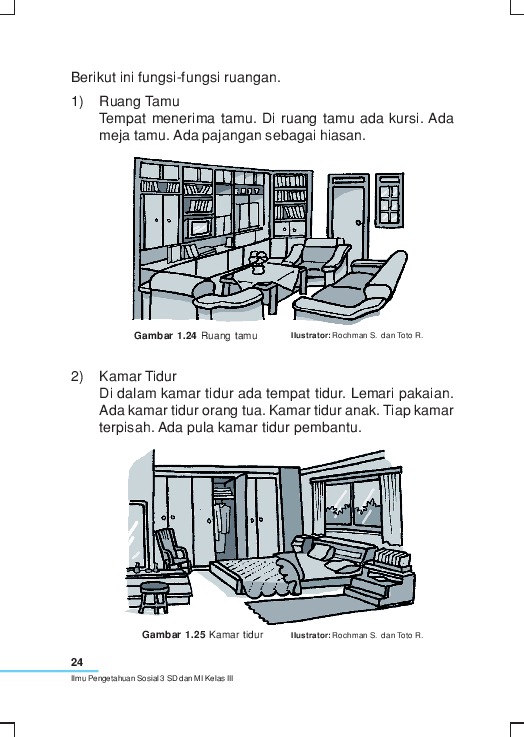 Berikut ini fungsi-fungsi ruangan.
1) Ruang Tamu
Tempat menerima tamu. Di ruang tamu ada kursi. Ada
meja tamu. Ada pajangan sebagai hiasan.
Gambar 1.24 Ruang tamu Ilustrator: Rochman S. dan Toto R.
2) Kamar Tidur
Di dalam kamar tidur ada tempat tidur. Lemari pakaian.
Ada kamar tidur orang tua. Kamar tidur anak. Tiap kamar
terpisah. Ada pula kamar tidur pembantu.
Gambar 1.25 Kamar tidur Ilustrator: Rochman S. dan Toto R.
24
Ilmu Pengetahuan Sosial 3 SD dan MI Kelas III